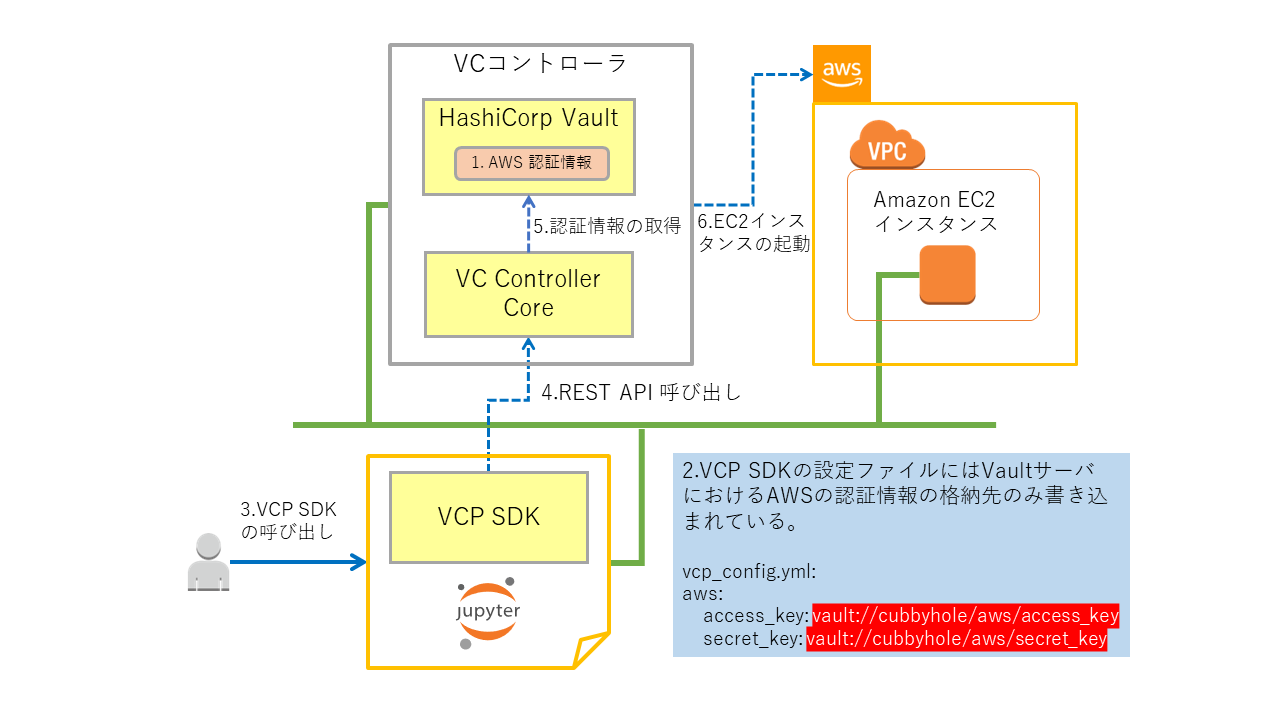 VCコントローラ
HashiCorp Vault
1. AWS 認証情報
5.認証情報の取得
VC Controller
Core
6.EC2インス
タンスの起動
aws
VPC
Amazon EC2
インスタンス
4.REST API 呼び出し
3.VCP SDK
の呼び出し
VCP SDK
jupyter
2.VCP SDKの設定ファイルにはVaultサーバ
におけるAWSの認証情報の格納先のみ書き込
まれている。
vcp_config.yml:
aws:
access_key: vault://cubbyhole/aws/access_key
secret_key: vault://cubbyhole/aws/secret_key